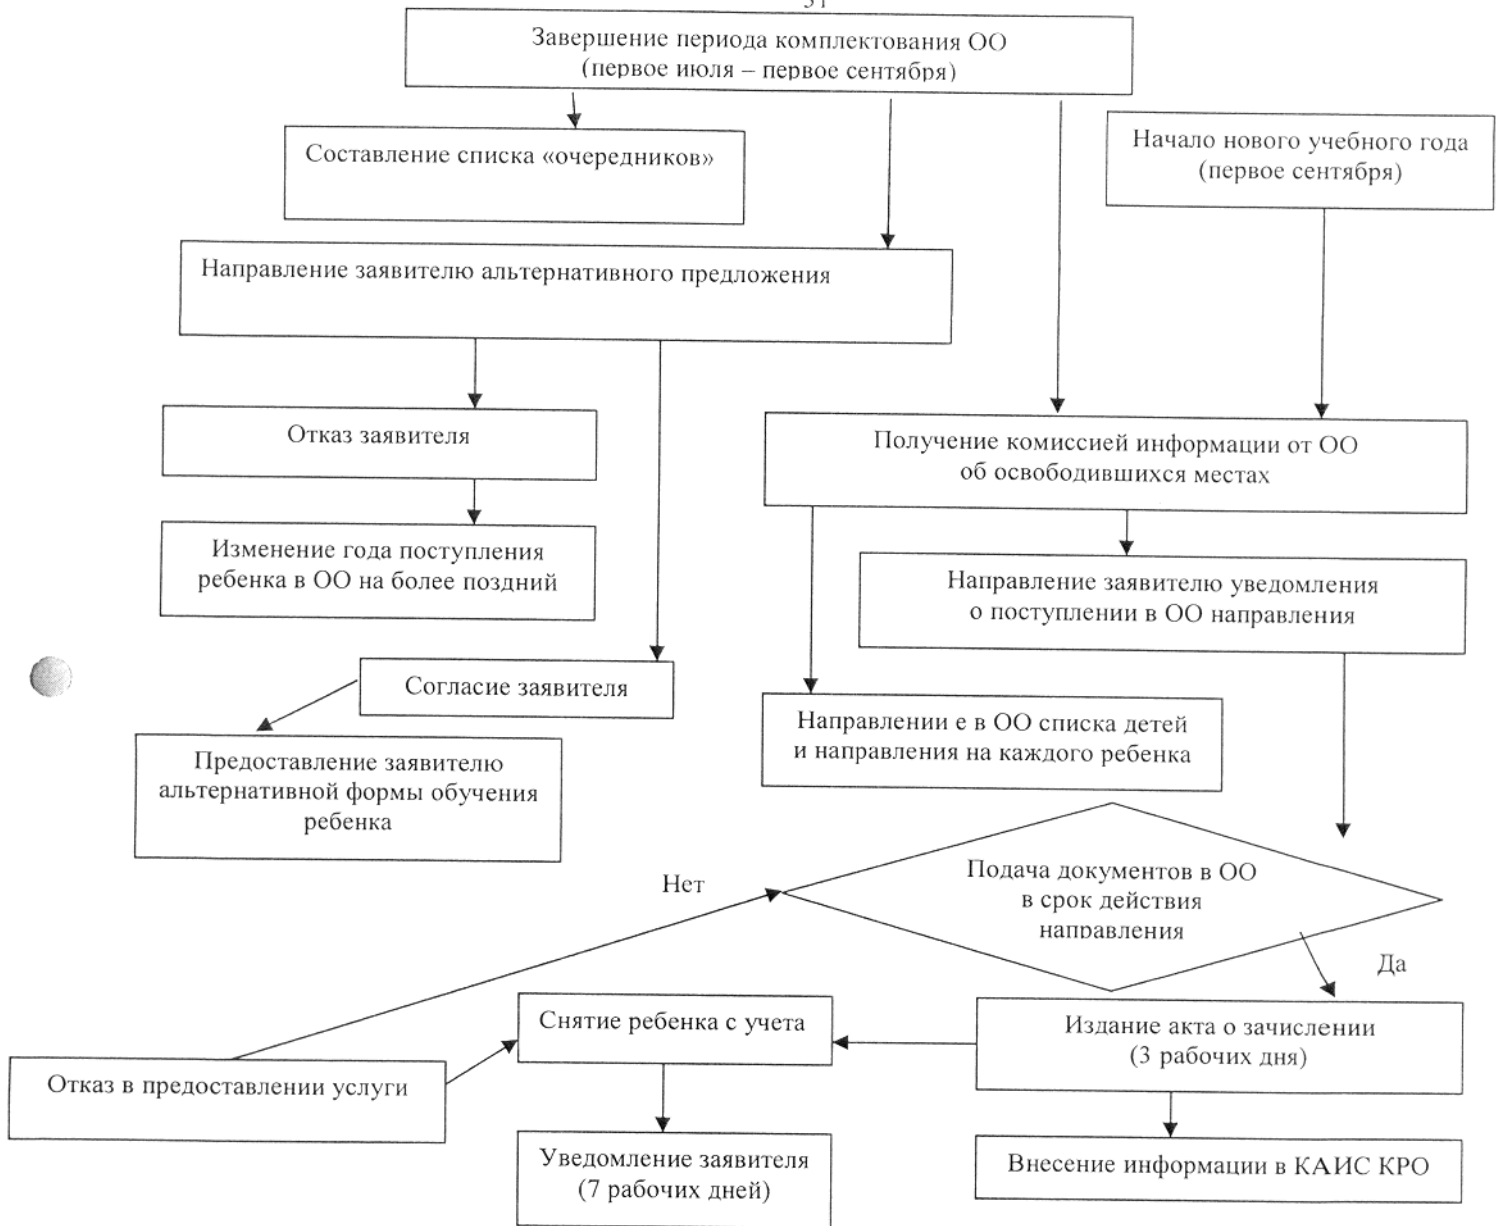 Завершение периода комплектования ОО
(первое июля – первое сентября)
Составление списка «очередников»
Начало нового учебного года
(первое сентября)
Направление заявителю альтернативного предложения
Отказ заявителя
Получение комиссией информации от ОО
об освободившихся местах
Изменение года поступления
ребенка в ОО на более поздний
Направление заявителю уведомления
о поступлении в ОО направления
Согласие заявителя
Направлении е в ОО списка детей
и направления на каждого ребенка
Предоставление заявителю
альтернативной формы обучения
ребенка
Нет
Подача документов в ОО
в срок действия
направления
Да
Снятие ребенка с учета
Издание акта о зачислении
(3 рабочих дня)
Отказ в предоставлении услуги
Уведомление заявителя
(7 рабочих дней)
Внесение информации в КАИС КРО